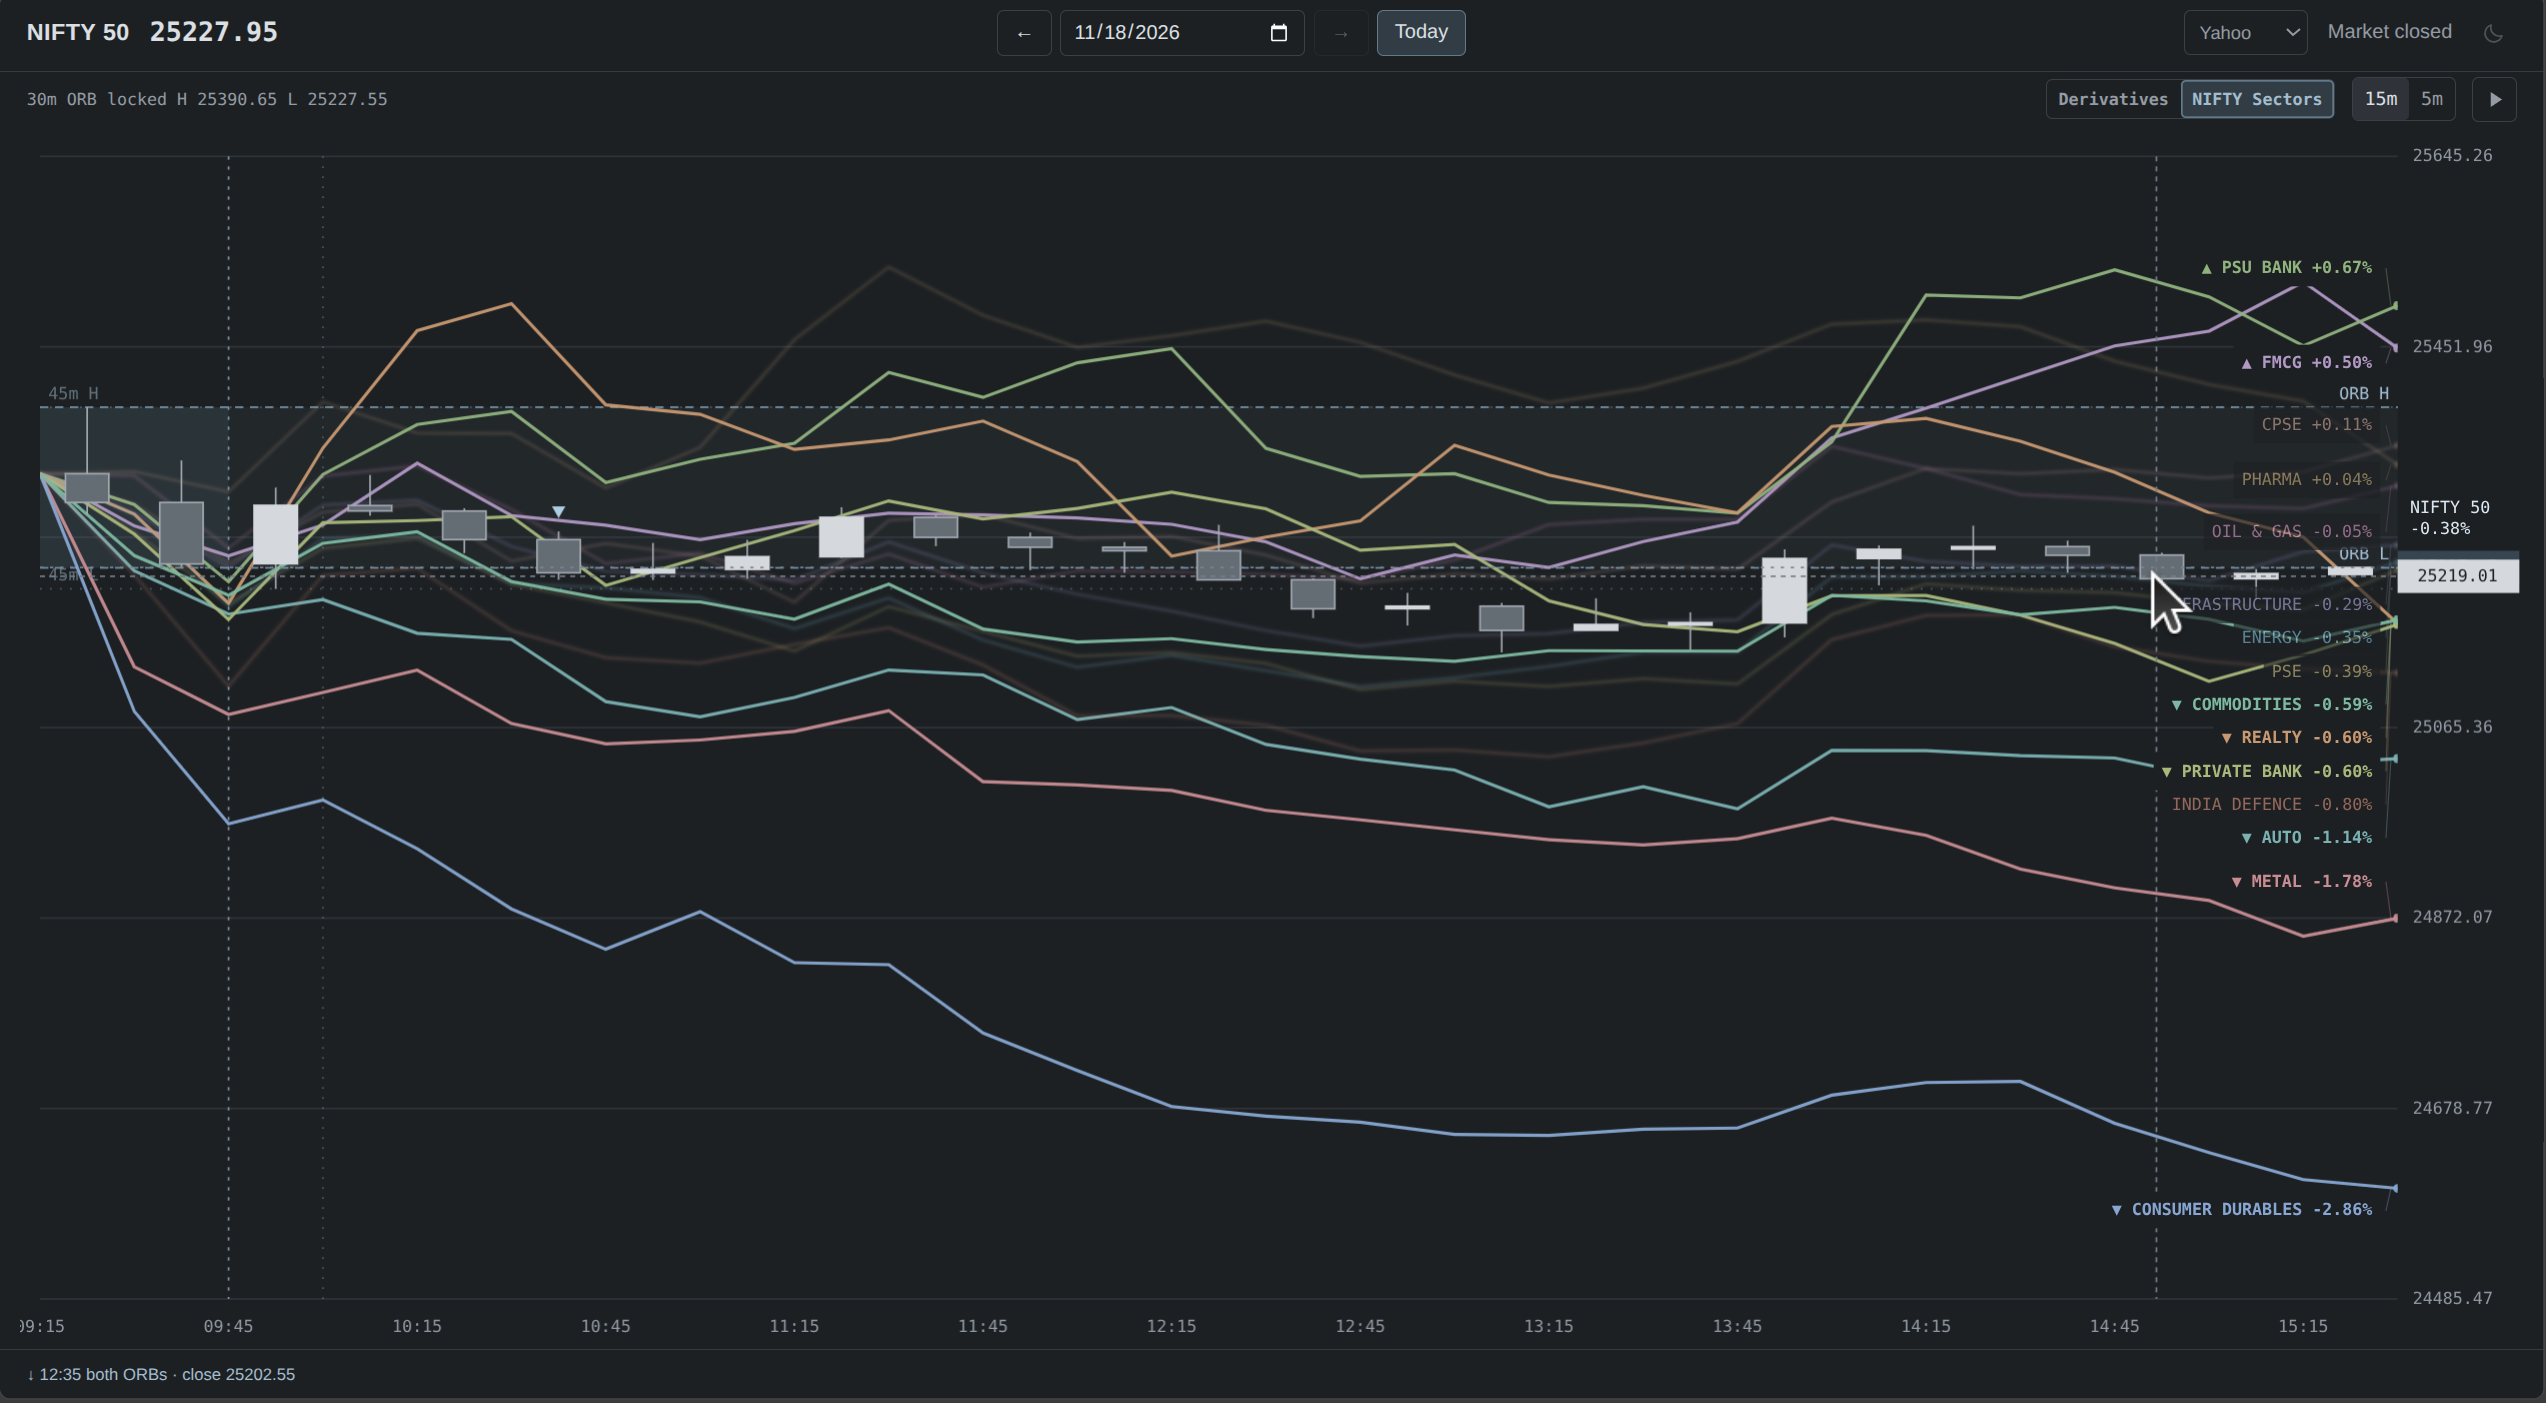 NIFTY 50 25227.95
←
11/18/2026
→
Today
Yahoo
Market closed
30m ORB locked H 25390.65 L 25227.55
Derivatives
NIFTY Sectors
15m
5m
25645.26
▲ PSU BANK +0.67%
25451.96
▲ FMCG +0.50%
45m H
ORB H
CPSE +0.11%
PHARMA +0.04%
NIFTY 50
-0.38%
OIL & GAS -0.05%
ORB L
45m
25219.01
FRASTRUCTURE -0.29%
ENERGY -0.35%
PSE -0.39%
▼ COMMODITIES -0.59%
25065.36
▼ REALTY -0.60%
▼ PRIVATE BANK -0.60%
INDIA DEFENCE -0.80%
▼ AUTO -1.14%
▼ METAL -1.78%
24872.07
24678.77
▼ CONSUMER DURABLES -2.86%
24485.47
09:15 09:45 10:15 10:45 11:15 11:45 12:15 12:45 13:15 13:45 14:15 14:45 15:15
↓ 12:35 both ORBs · close 25202.55